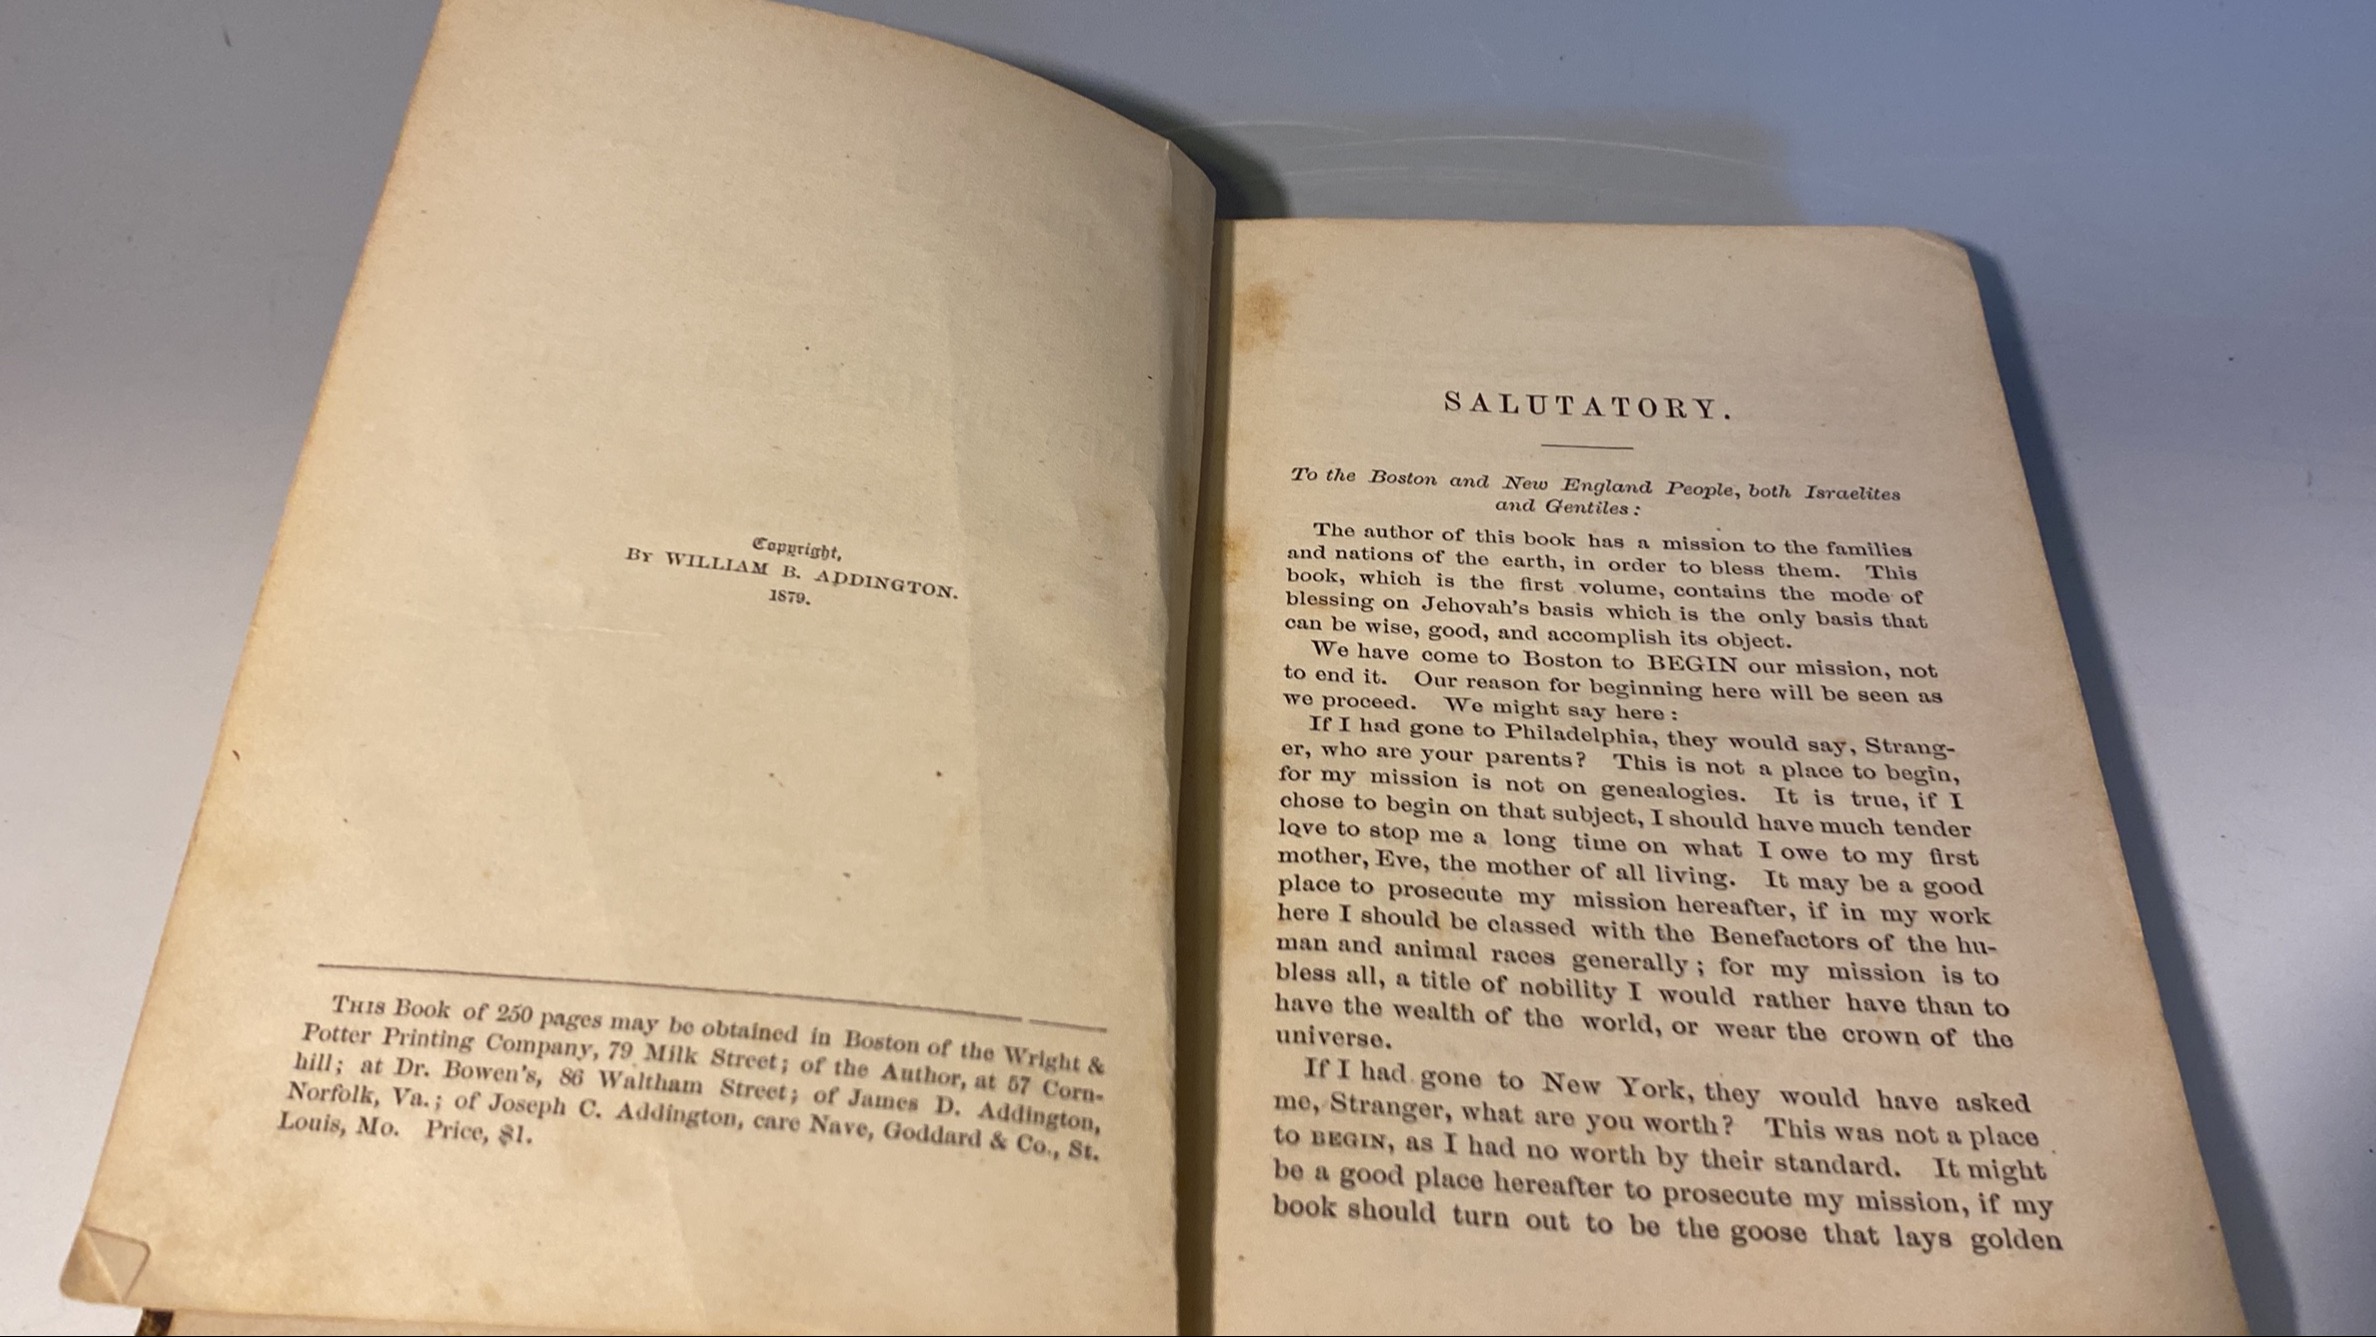 Copyright,
By WILLIAM B. ADDINGTON.
1879.
This Book of 250 pages may be obtained in Boston of the Wright &
Potter Printing Company, 79 Milk Street; of the Author, at 57 Corn-
hill; at Dr. Bowen's, 86 Waltham Street; of James D. Addington,
Norfolk, Va.; of Joseph C. Addington, care Nave, Goddard & Co., St.
Louis, Mo. Price, $1.
SALUTATORY.
To the Boston and New England People, both Israelites
and Gentiles:
The author of this book has a mission to the families
and nations of the earth, in order to bless them. This
book, which is the first volume, contains the mode of
blessing on Jehovah's basis which is the only basis that
can be wise, good, and accomplish its object.
We have come to Boston to BEGIN our mission, not
to end it. Our reason for beginning here will be seen as
we proceed. We might say here:
If I had gone to Philadelphia, they would say, Strang-
er, who are your parents? This is not a place to begin,
for my mission is not on genealogies. It is true, if I
chose to begin on that subject, I should have much tender
love to stop me a long time on what I owe to my first
mother, Eve, the mother of all living. It may be a good
place to prosecute my mission hereafter, if in my work
here I should be classed with the Benefactors of the hu-
man and animal races generally; for my mission is to
bless all, a title of nobility I would rather have than to
have the wealth of the world, or wear the crown of the
universe.
If I had gone to New York, they would have asked
me, Stranger, what are you worth? This was not a place
to BEGIN, as I had no worth by their standard. It might
be a good place hereafter to prosecute my mission, if my
book should turn out to be the goose that lays golden